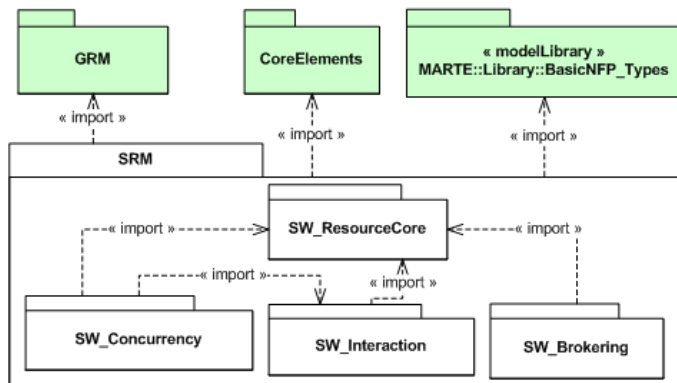 GRM
CoreElements
« modelLibrary »
MARTE::Library::BasicNFP_Types
« import »
« import »
« import »
SRM
SW_ResourceCore
« import »
« import »
« import »
« import »
SW_Concurrency
SW_Interaction
SW_Brokering